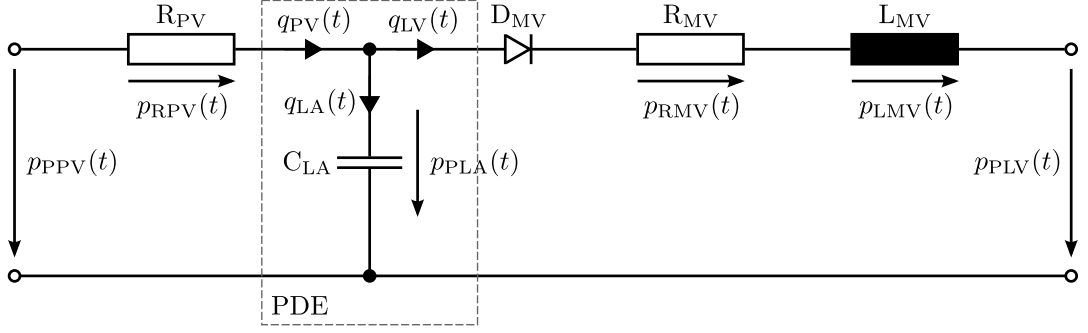 R_PV q_PV(t) q_LV(t) D_MV R_MV L_MV
p_RPV(t) q_LA(t) p_RMV(t) p_LMV(t)
p_PPV(t) C_LA p_PLA(t) p_PLV(t)
PDE